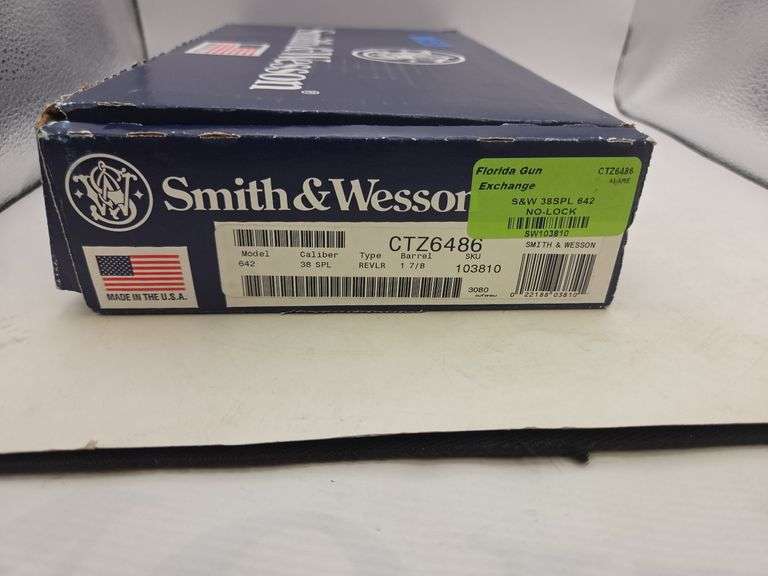 Smith & Wesson®
Smith & Wesson
Florida Gun
Exchange
CTZ6486
S&W 38SPL 642
NO-LOCK
SW103810
SMITH & WESSON
CTZ6486
Model Caliber Type Barrel SKU
642 38 SPL REVLR 1 7/8 103810
3080
0 22188 03810
MADE IN THE U.S.A.